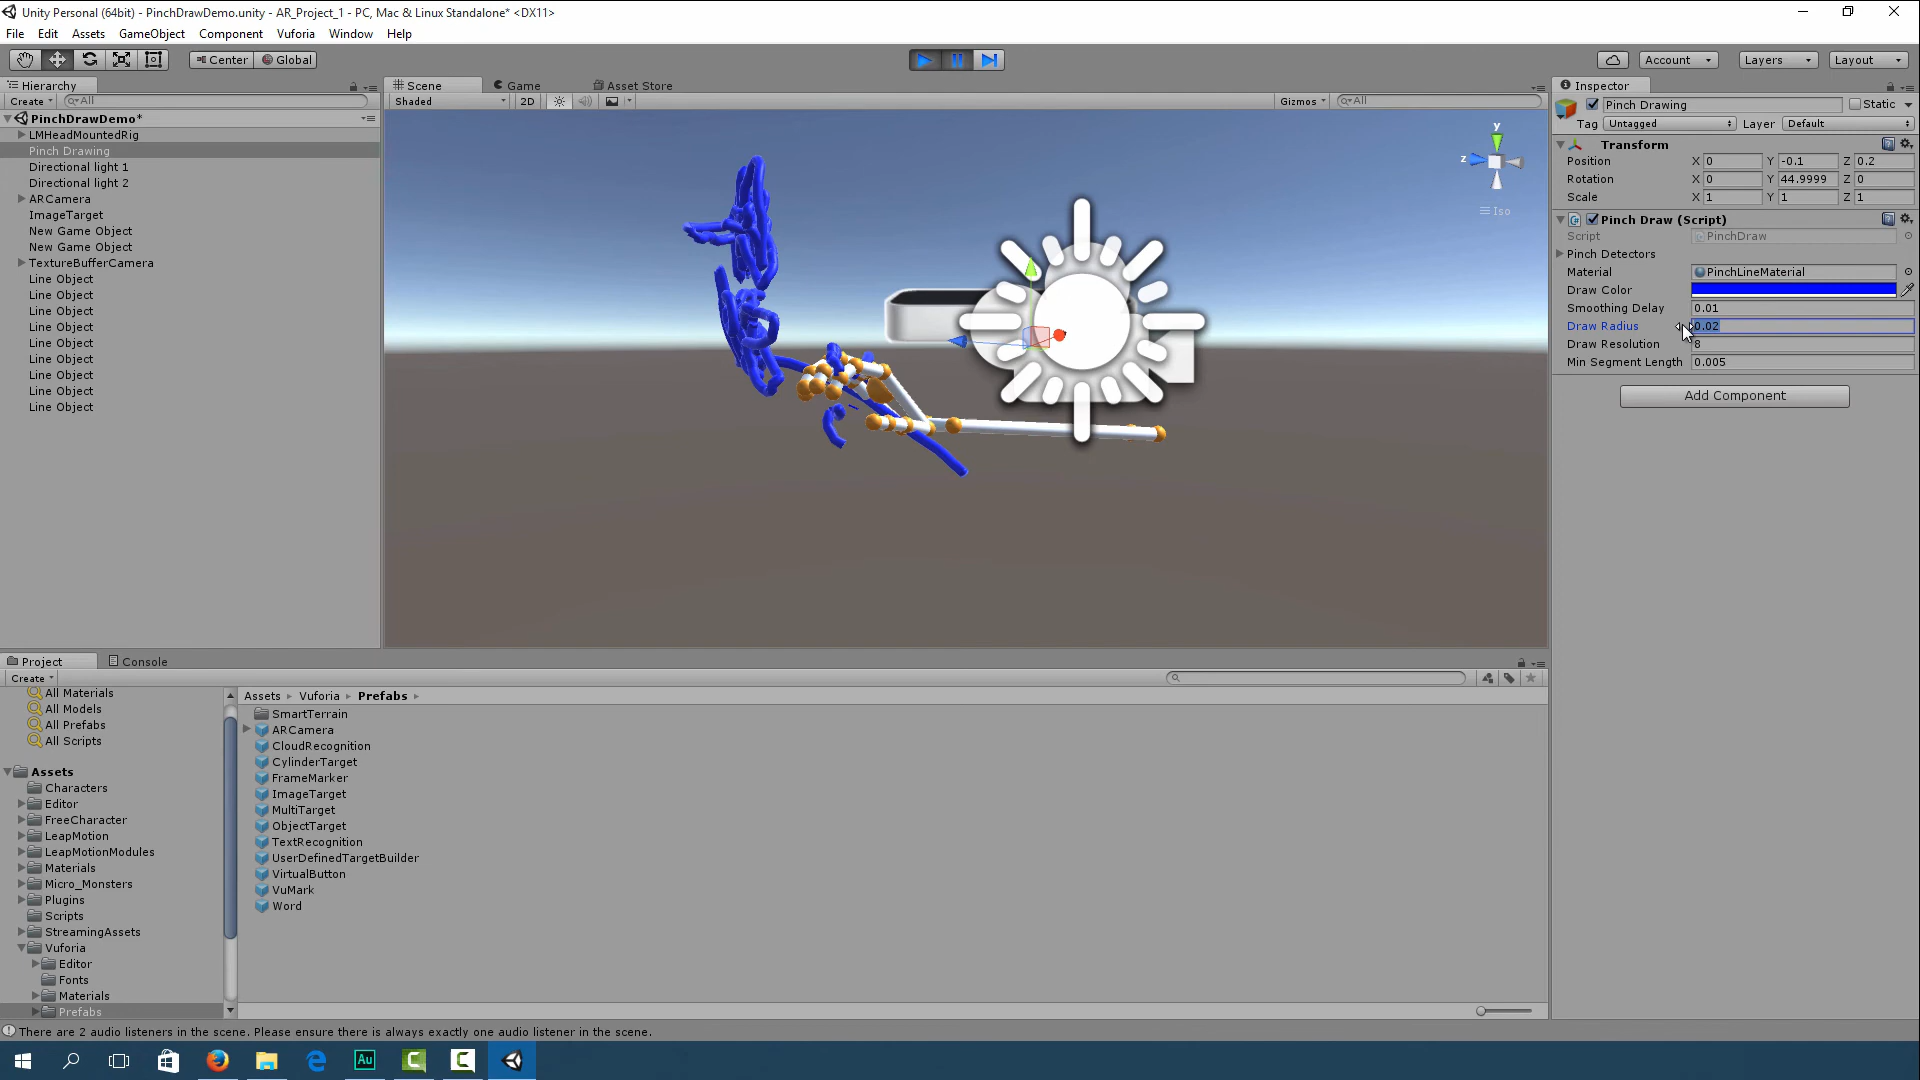 Unity Personal (64bit) - PinchDrawDemo.unity - AR_Project_1 - PC, Mac & Linux Standalone* <DX11>
File Edit Assets GameObject Component Vuforia Window Help
Center Global Account Layers Layout
Hierarchy
Create All
PinchDrawDemo*
LMHeadMountedRig
Pinch Drawing
Directional light 1
Directional light 2
ARCamera
ImageTarget
New Game Object
New Game Object
TextureBufferCamera
Line Object
Line Object
Line Object
Line Object
Line Object
Line Object
Line Object
Line Object
Line Object
Scene Game Asset Store
Shaded 2D Gizmos All
y
z
Iso
Inspector
Pinch Drawing Static
Tag Untagged Layer Default
Transform
Position X 0 Y -0.1 Z 0.2
Rotation X 0 Y 44.9999 Z 0
Scale X 1 Y 1 Z 1
Pinch Draw (Script)
Script PinchDraw
Pinch Detectors
Material PinchLineMaterial
Draw Color
Smoothing Delay 0.01
Draw Radius 0.02
Draw Resolution 8
Min Segment Length 0.005
Add Component
Project Console
Create
All Materials
All Models
All Prefabs
All Scripts
Assets
Characters
Editor
FreeCharacter
LeapMotion
LeapMotionModules
Materials
Micro_Monsters
Plugins
Scripts
StreamingAssets
Vuforia
Editor
Fonts
Materials
Prefabs
Assets Vuforia Prefabs
SmartTerrain
ARCamera
CloudRecognition
CylinderTarget
FrameMarker
ImageTarget
MultiTarget
ObjectTarget
TextRecognition
UserDefinedTargetBuilder
VirtualButton
VuMark
Word
There are 2 audio listeners in the scene. Please ensure there is always exactly one audio listener in the scene.
Au